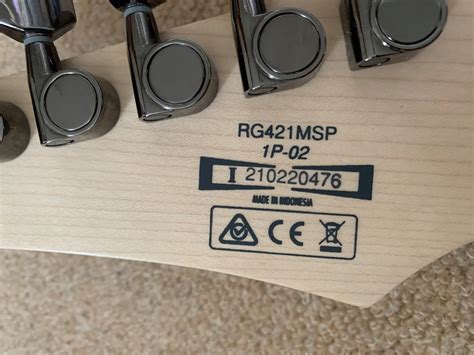 RG421MSP
1P-02
I 210220476
MADE IN INDONESIA
CE